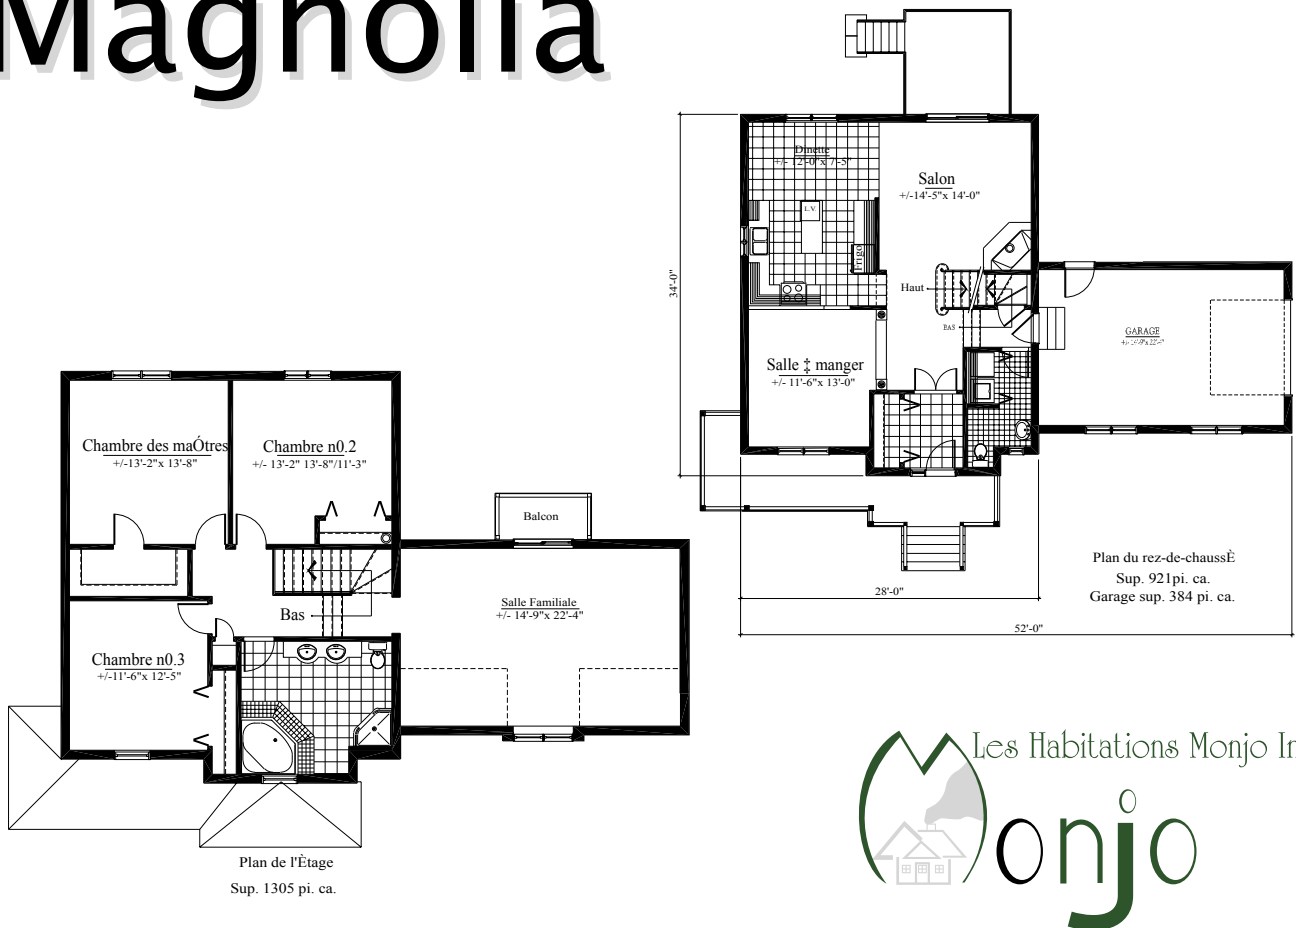 Magnolia
Dinette
+/- 12'-0"x 7'-5"
Salon
+/-14'-5"x 14'-0"
L.V
Frigo
34'-0"
Haut
BAS
GARAGE
Salle ‡ manger
+/- 11'-6"x 13'-0"
Chambre des maÓtres
+/-13'-2"x 13'-8"
Chambre n0.2
+/- 13'-2" 13'-8"/11'-3"
Balcon
Bas
Salle Familiale
+/- 14'-9"x 22'-4"
Chambre n0.3
+/-11'-6"x 12'-5"
Plan du rez-de-chaussÈ
Sup. 921pi. ca.
Garage sup. 384 pi. ca.
28'-0"
52'-0"
Plan de l'Ètage
Sup. 1305 pi. ca.
Les Habitations Monjo In
Monjo